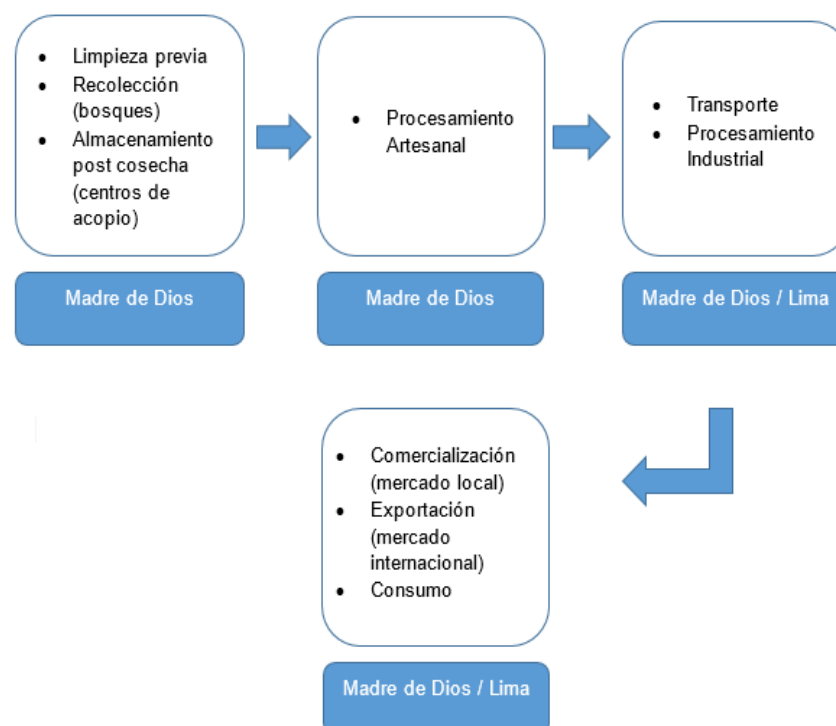 • Limpieza previa
• Recolección
(bosques)
• Almacenamiento
post cosecha
(centros de
acopio)
Madre de Dios
• Procesamiento
Artesanal
Madre de Dios
• Transporte
• Procesamiento
Industrial
Madre de Dios / Lima
• Comercialización
(mercado local)
• Exportación
(mercado
internacional)
• Consumo
Madre de Dios / Lima